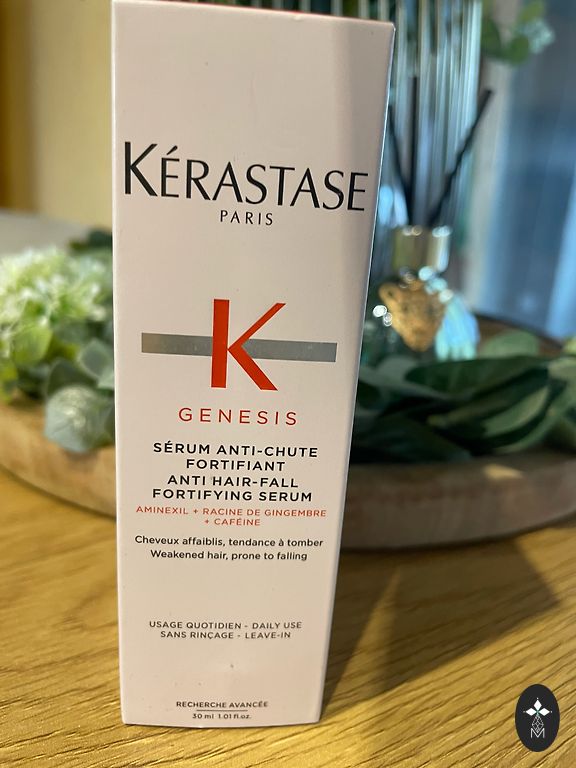 KÉRASTASE
PARIS
K
GENESIS
SÉRUM ANTI-CHUTE
FORTIFIANT
ANTI HAIR-FALL
FORTIFYING SERUM
AMINEXIL + RACINE DE GINGEMBRE
+ CAFÉINE
Cheveux affaiblis, tendance à tomber
Weakened hair, prone to falling
USAGE QUOTIDIEN - DAILY USE
SANS RINÇAGE - LEAVE-IN
RECHERCHE AVANCÉE
30 ml 1.01 fl.oz.
M